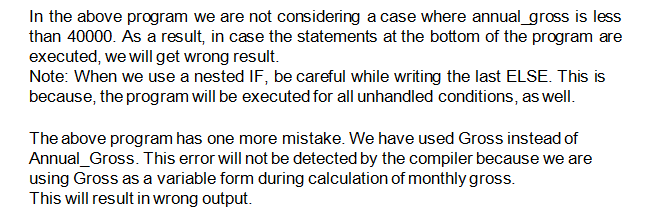 In the above program we are not considering a case where annual_gross is less
than 40000. As a result, in case the statements at the bottom of the program are
executed, we will get wrong result.
Note: When we use a nested IF, be careful while writing the last ELSE. This is
because, the program will be executed for all unhandled conditions, as well.
The above program has one more mistake. We have used Gross instead of
Annual_Gross. This error will not be detected by the compiler because we are
using Gross as a variable form during calculation of monthly gross.
This will result in wrong output.